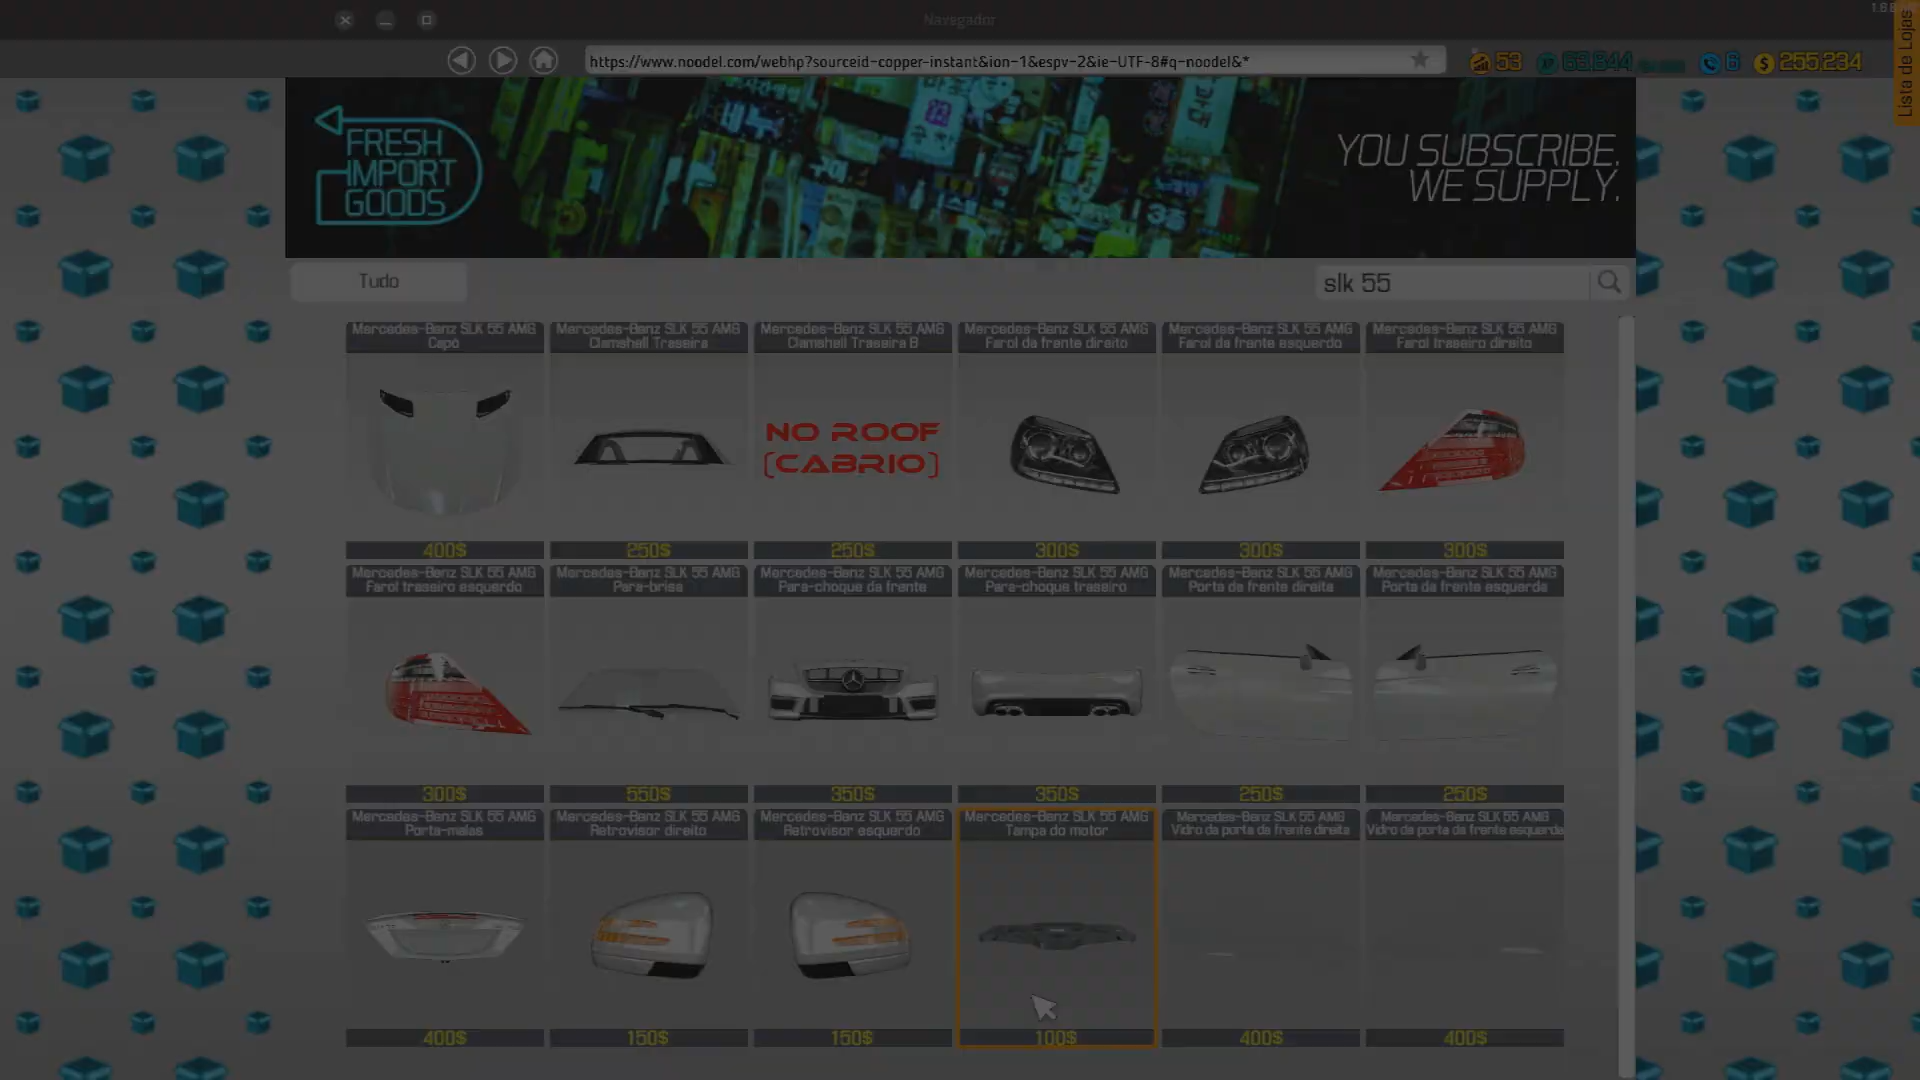 Navegador
https://www.noodel.com/webhp?sourceid-copper-instant&ion-1&espv-2&ie-UTF-8#q-noodel&*
53
XP
6
$ 255,234
Lista de Lojas
FRESH
IMPORT
GOODS
YOU SUBSCRIBE.
WE SUPPLY.
Tudo
slk 55
Mercedes-Benz SLK 55 AMG
Capô
Mercedes-Benz SLK 55 AMG
Clamshell Traseira
Mercedes-Benz SLK 55 AMG
Clamshell Traseira B
Mercedes-Benz SLK 55 AMG
Farol da frente direito
Mercedes-Benz SLK 55 AMG
Farol da frente esquerdo
Mercedes-Benz SLK 55 AMG
Farol traseiro direito
NO ROOF
(CABRIO)
400$
250$
250$
300$
300$
300$
Mercedes-Benz SLK 55 AMG
Farol traseiro esquerdo
Mercedes-Benz SLK 55 AMG
Para-brisa
Mercedes-Benz SLK 55 AMG
Para-choque da frente
Mercedes-Benz SLK 55 AMG
Para-choque traseiro
Mercedes-Benz SLK 55 AMG
Porta da frente direita
Mercedes-Benz SLK 55 AMG
Porta da frente esquerda
300$
550$
350$
350$
250$
250$
Mercedes-Benz SLK 55 AMG
Porta-malas
Mercedes-Benz SLK 55 AMG
Retrovisor direito
Mercedes-Benz SLK 55 AMG
Retrovisor esquerdo
Mercedes-Benz SLK 55 AMG
Tampa do motor
Mercedes-Benz SLK 55 AMG
Vidro da porta da frente direita
Mercedes-Benz SLK 55 AMG
Vidro da porta da frente esquerda
400$
150$
150$
100$
400$
400$